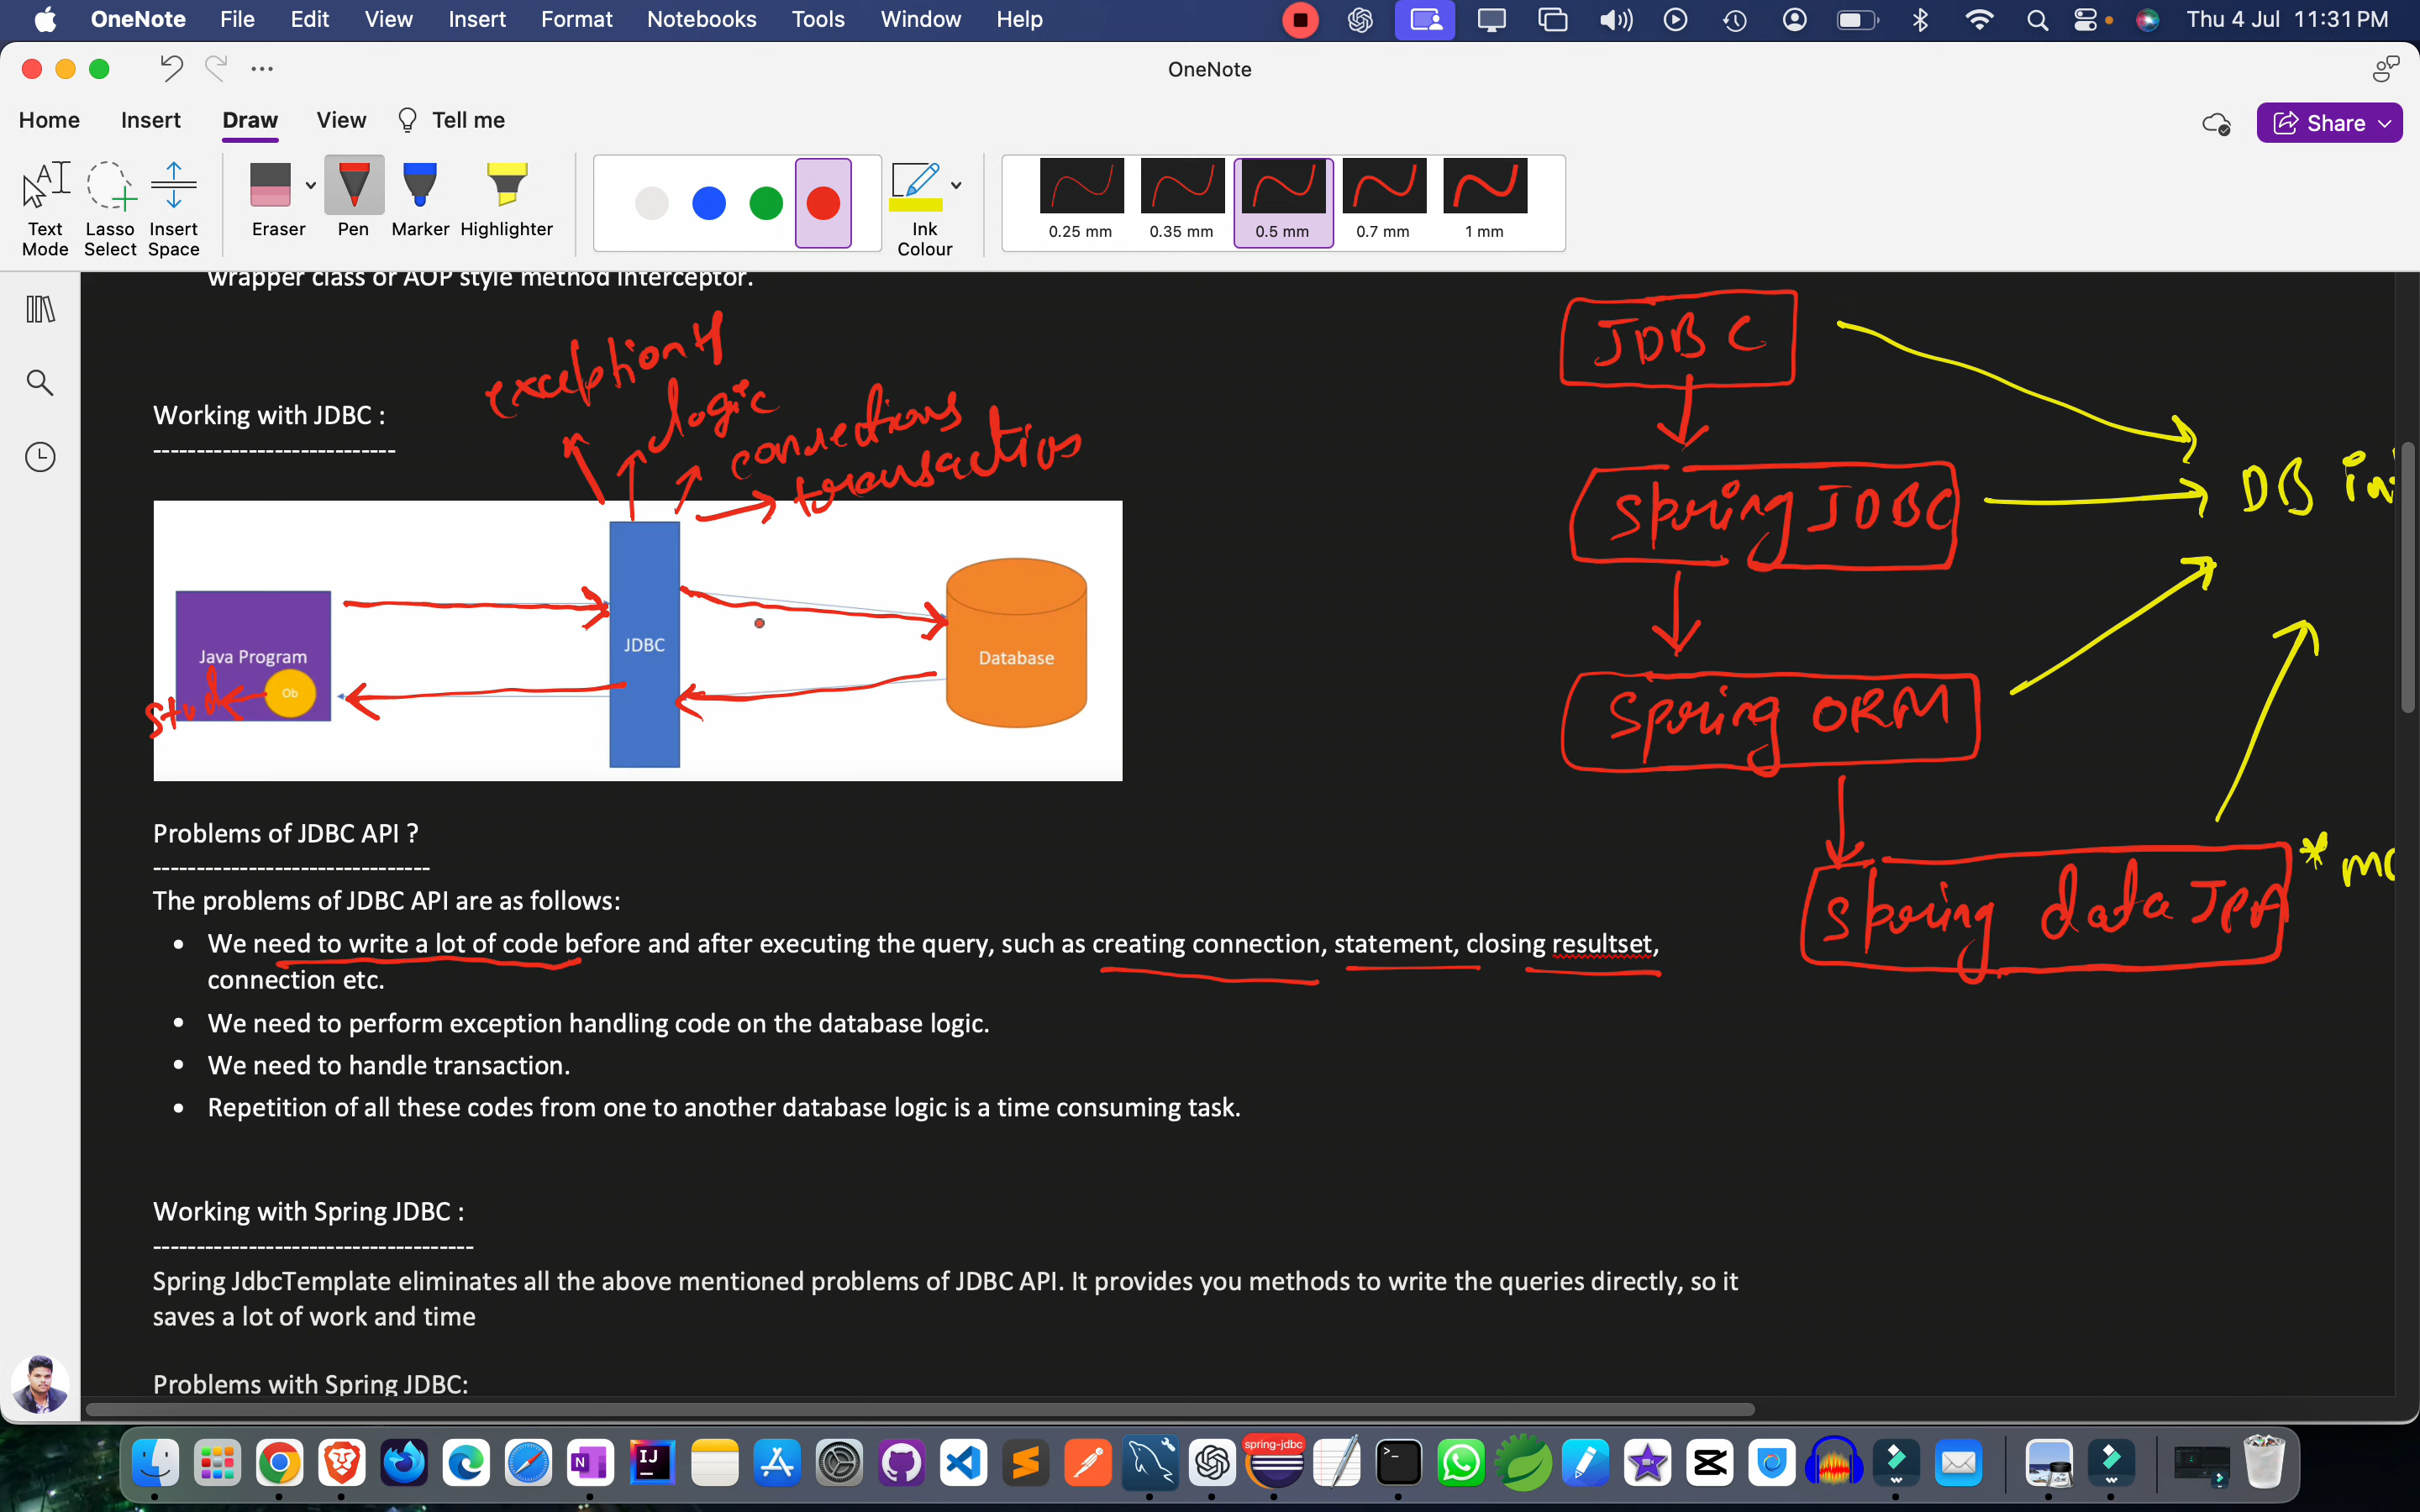 OneNote File Edit View Insert Format Notebooks Tools Window Help Thu 4 Jul 11:31 PM
OneNote
Home Insert Draw View Tell me Share
Text Mode
Lasso Select
Insert Space
Eraser
Pen
Marker
Highlighter
Ink Colour
0.25 mm 0.35 mm 0.5 mm 0.7 mm 1 mm
wrapper class or AOP style method interceptor.
exception
logic
connections
Working with JDBC :
---------------------------
Java Program
Ob
Stud
JDBC
Database
JDBC
Spring JDBC
Spring ORM
Spring data JPA
DB
*
Problems of JDBC API ?
-------------------------------
The problems of JDBC API are as follows:
• We need to write a lot of code before and after executing the query, such as creating connection, statement, closing resultset,
connection etc.
• We need to perform exception handling code on the database logic.
• We need to handle transaction.
• Repetition of all these codes from one to another database logic is a time consuming task.
Working with Spring JDBC :
------------------------------------
Spring JdbcTemplate eliminates all the above mentioned problems of JDBC API. It provides you methods to write the queries directly, so it
saves a lot of work and time
Problems with Spring JDBC:
spring-jdbc